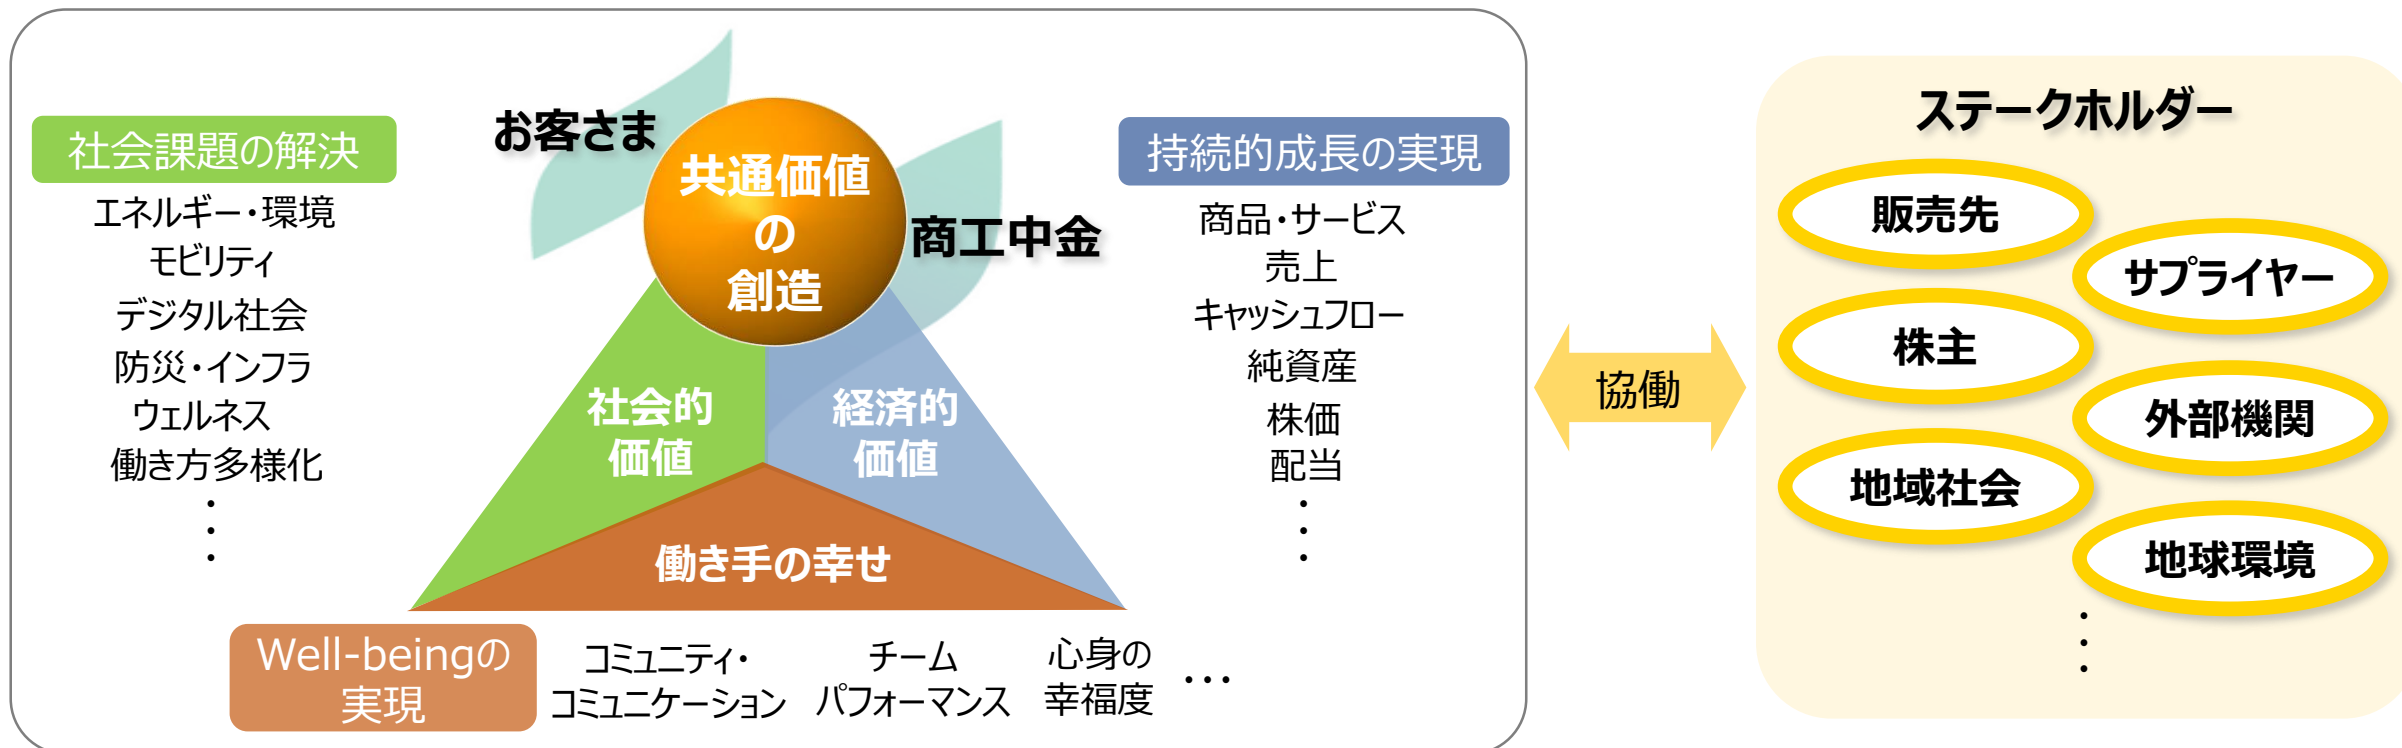 お客さま
商工中金
共通価値
の
創造
社会課題の解決
エネルギー・環境
モビリティ
デジタル社会
防災・インフラ
ウェルネス
働き方多様化
・
・
・
社会的
価値
経済的
価値
働き手の幸せ
持続的成長の実現
商品・サービス
売上
キャッシュフロー
純資産
株価
配当
・
・
・
Well-beingの
実現
コミュニティ・
コミュニケーション
チーム
パフォーマンス
心身の
幸福度
…
協働
ステークホルダー
販売先
サプライヤー
株主
外部機関
地域社会
地球環境
・
・
・